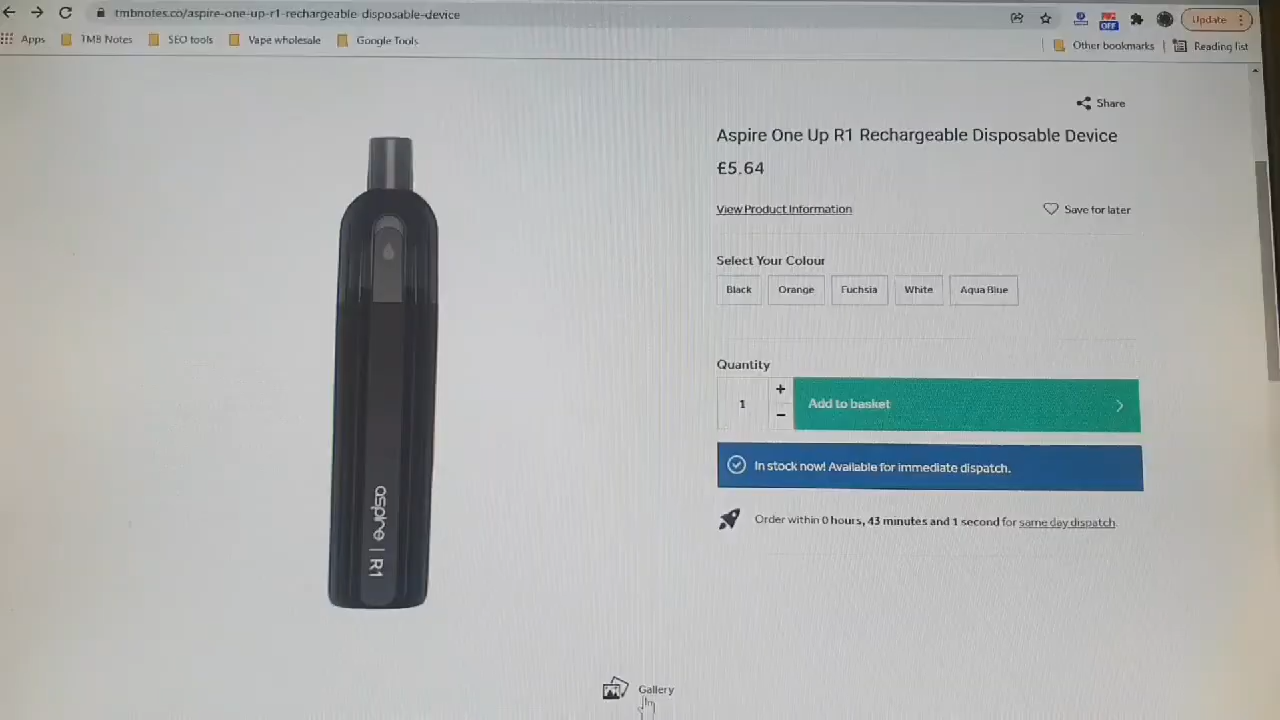 tmbnotes.co/aspire-one-up-r1-rechargeable-disposable-device
Update
OFF
Apps
TMB Notes
SEO tools
Vape wholesale
Google Tools
Other bookmarks
Reading list
Share
Aspire One Up R1 Rechargeable Disposable Device
£5.64
View Product Information
Save for later
Select Your Colour
Black
Orange
Fuchsia
White
Aqua Blue
Quantity
1
+
−
Add to basket
In stock now! Available for immediate dispatch.
Order within 0 hours, 43 minutes and 1 second for same day dispatch
aspire | R1
Gallery